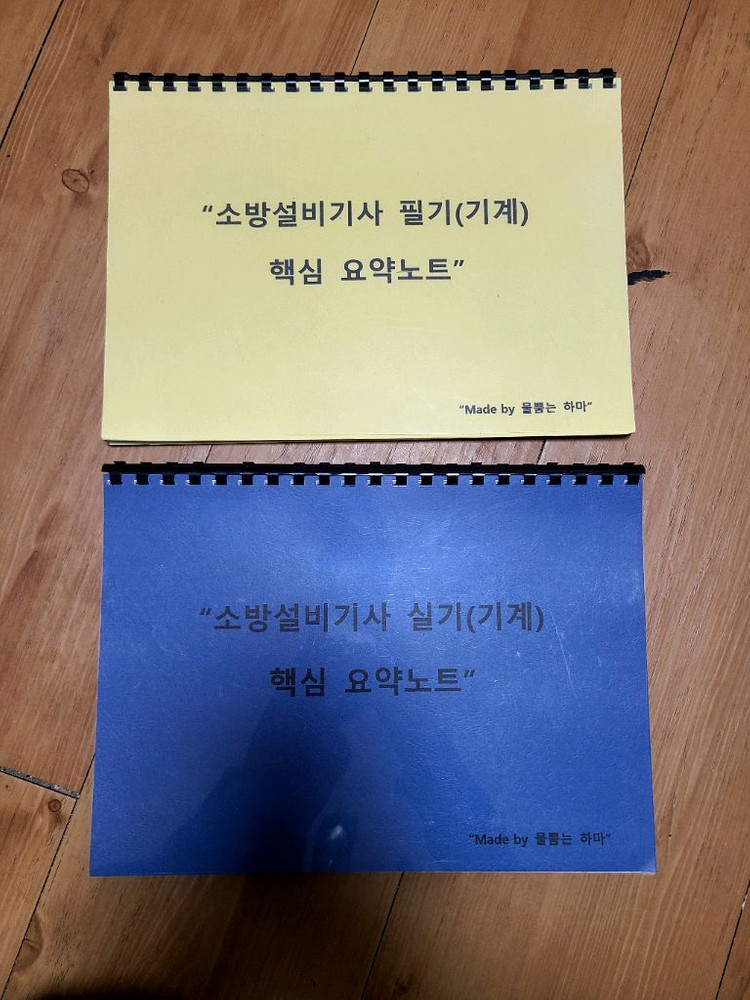 “소방설비기사 필기(기계)
핵심 요약노트”
“Made by 물뿜는 하마”
“소방설비기사 실기(기계)
핵심 요약노트”
“Made by 물뿜는 하마”